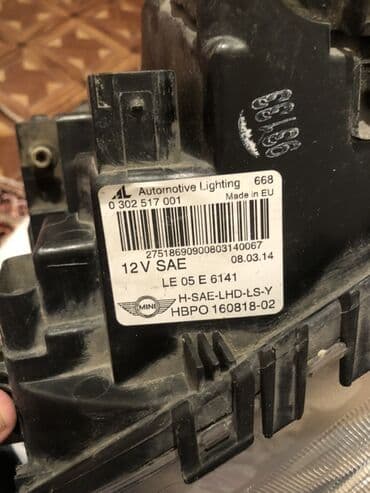 AL Automotive Lighting 668
0 302 517 001 Made in EU
27518690900803140067
12V SAE 08.03.14
LE 05 E 6141
MINI H-SAE-LHD-LS-Y
HBPO 160818-02